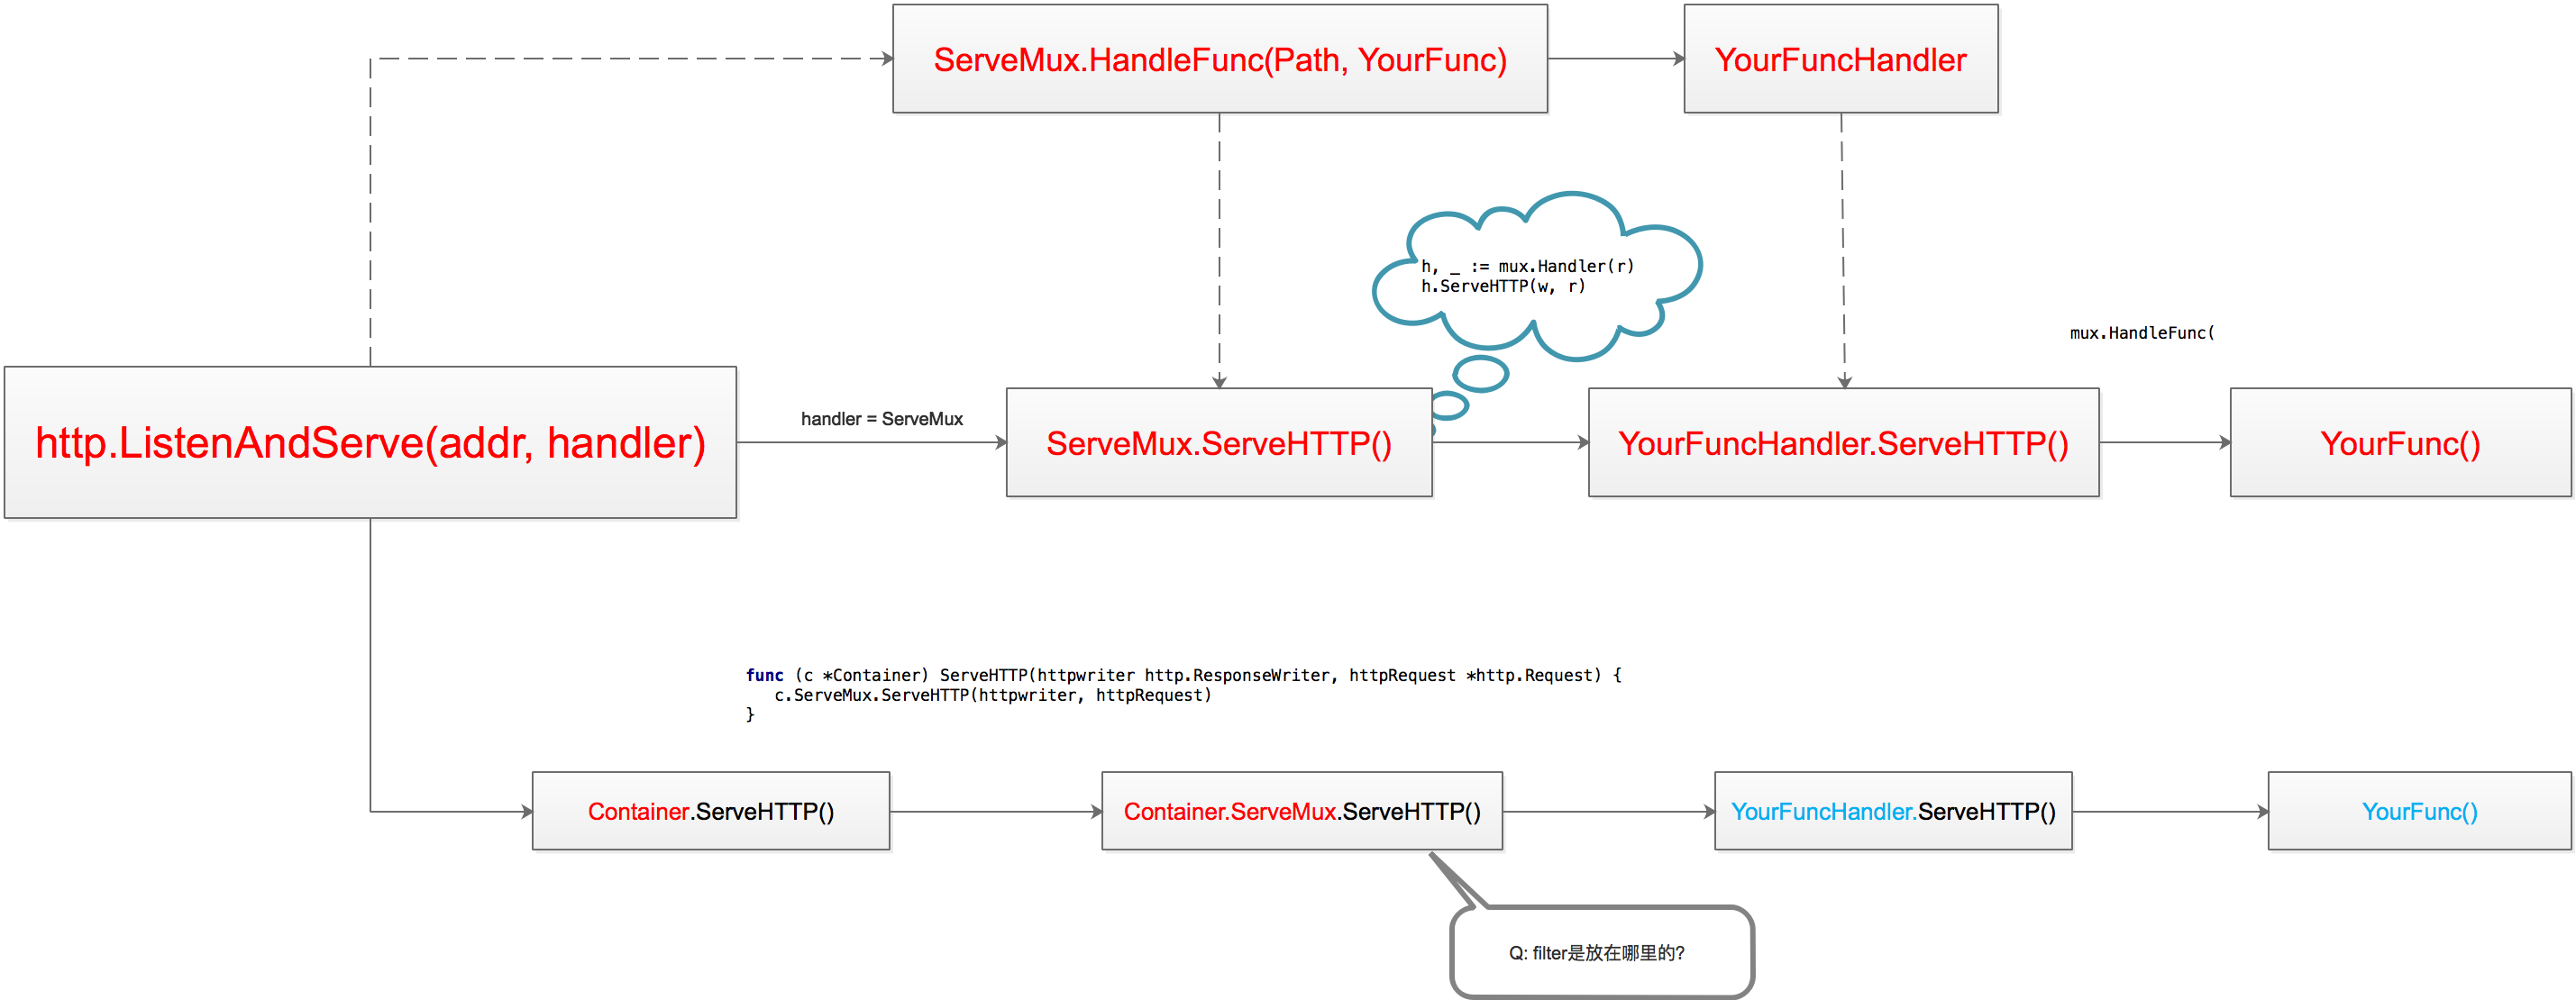 ServeMux.HandleFunc(Path, YourFunc)
YourFuncHandler
h, _ := mux.Handler(r)
h.ServeHTTP(w, r)
mux.HandleFunc(
http.ListenAndServe(addr, handler)
handler = ServeMux
ServeMux.ServeHTTP()
YourFuncHandler.ServeHTTP()
YourFunc()
func (c *Container) ServeHTTP(httpwriter http.ResponseWriter, httpRequest *http.Request) {
c.ServeMux.ServeHTTP(httpwriter, httpRequest)
}
Container.ServeHTTP()
Container.ServeMux.ServeHTTP()
YourFuncHandler.ServeHTTP()
YourFunc()
Q: filter是放在哪里的?